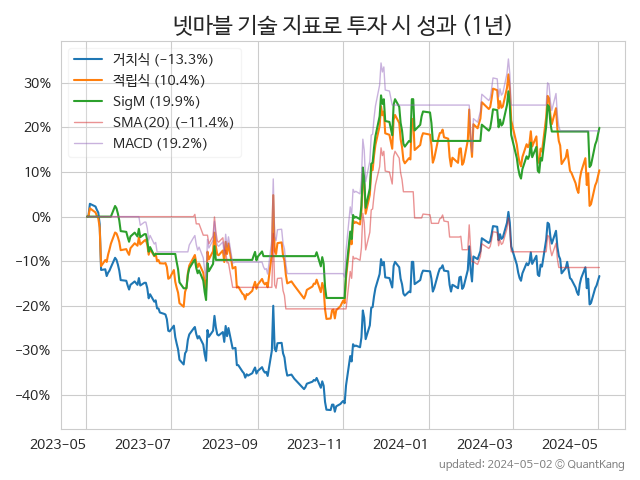 넷마블 기술 지표로 투자 시 성과 (1년)
거치식 (−13.3%)
적립식 (10.4%)
SigM (19.9%)
SMA(20) (−11.4%)
MACD (19.2%)
30%
20%
10%
0%
−10%
−20%
−30%
−40%
2023−05 2023−07 2023−09 2023−11 2024−01 2024−03 2024−05
updated: 2024−05−02 © QuantKang